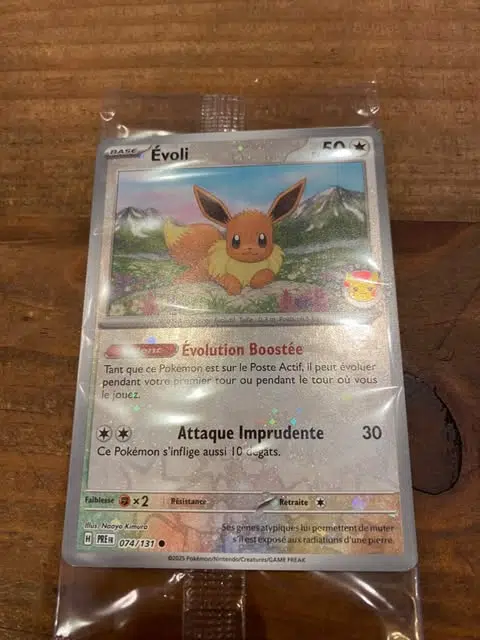 BASE Évoli 50
Évolution Boostée
Tant que ce Pokémon est sur le Poste Actif, il peut évoluer
pendant votre premier tour ou pendant le tour où vous
le jouez.
Attaque Imprudente 30
Ce Pokémon s'inflige aussi 10 dégâts.
Faiblesse ×2 Résistance Retraite
Illus. Naoyo Kimura
H PRE FR 074/131
Ses gènes atypiques lui permettent de muter
s'il est exposé aux radiations d'une pierre.
©2025 Pokémon/Nintendo/Creatures/GAME FREAK